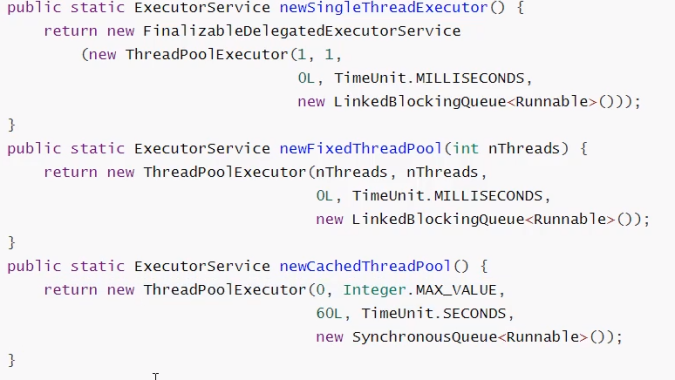 public static ExecutorService newSingleThreadExecutor() {
    return new FinalizableDelegatedExecutorService
        (new ThreadPoolExecutor(1, 1,
                                0L, TimeUnit.MILLISECONDS,
                                new LinkedBlockingQueue<Runnable>()));
}
public static ExecutorService newFixedThreadPool(int nThreads) {
    return new ThreadPoolExecutor(nThreads, nThreads,
                                  0L, TimeUnit.MILLISECONDS,
                                  new LinkedBlockingQueue<Runnable>());
}
public static ExecutorService newCachedThreadPool() {
    return new ThreadPoolExecutor(0, Integer.MAX_VALUE,
                                  60L, TimeUnit.SECONDS,
                                  new SynchronousQueue<Runnable>());
}